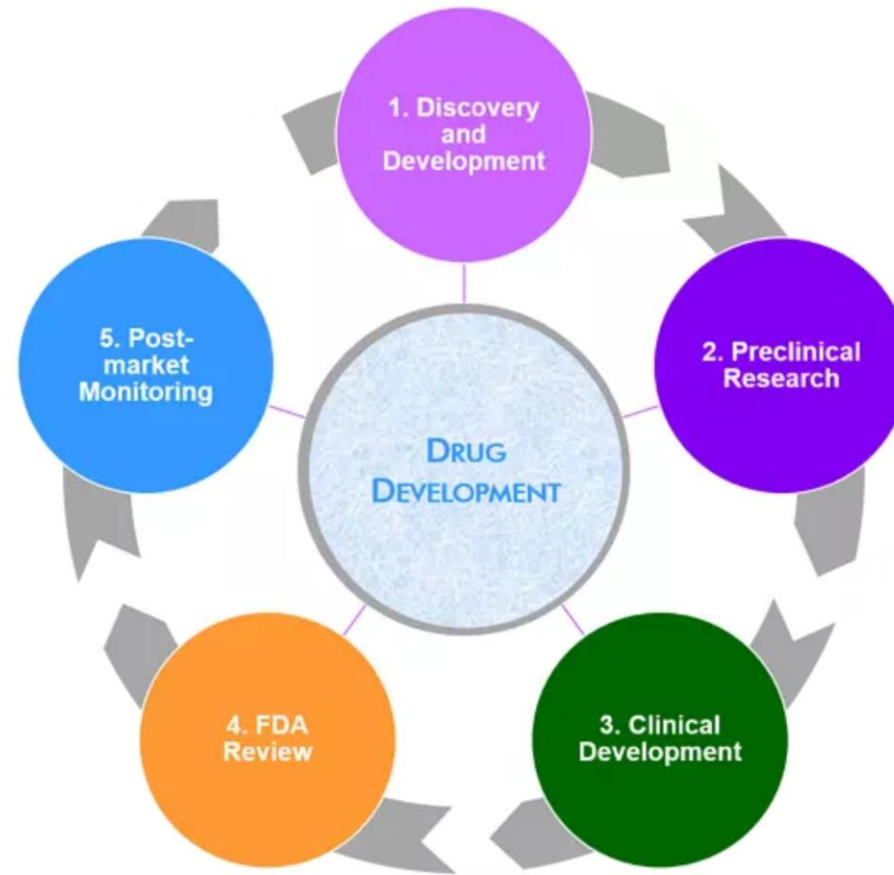 1. Discovery
and
Development
2. Preclinical
Research
3. Clinical
Development
4. FDA
Review
5. Post-
market
Monitoring
DRUG
DEVELOPMENT